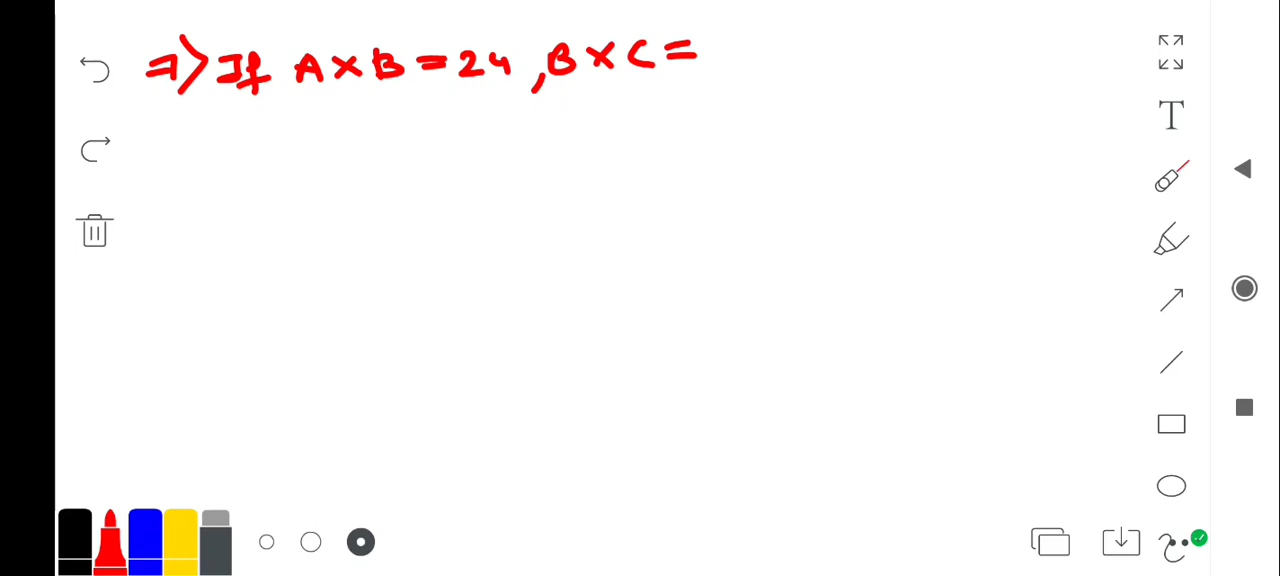 ⇒ If A×B=24, B×C=
T